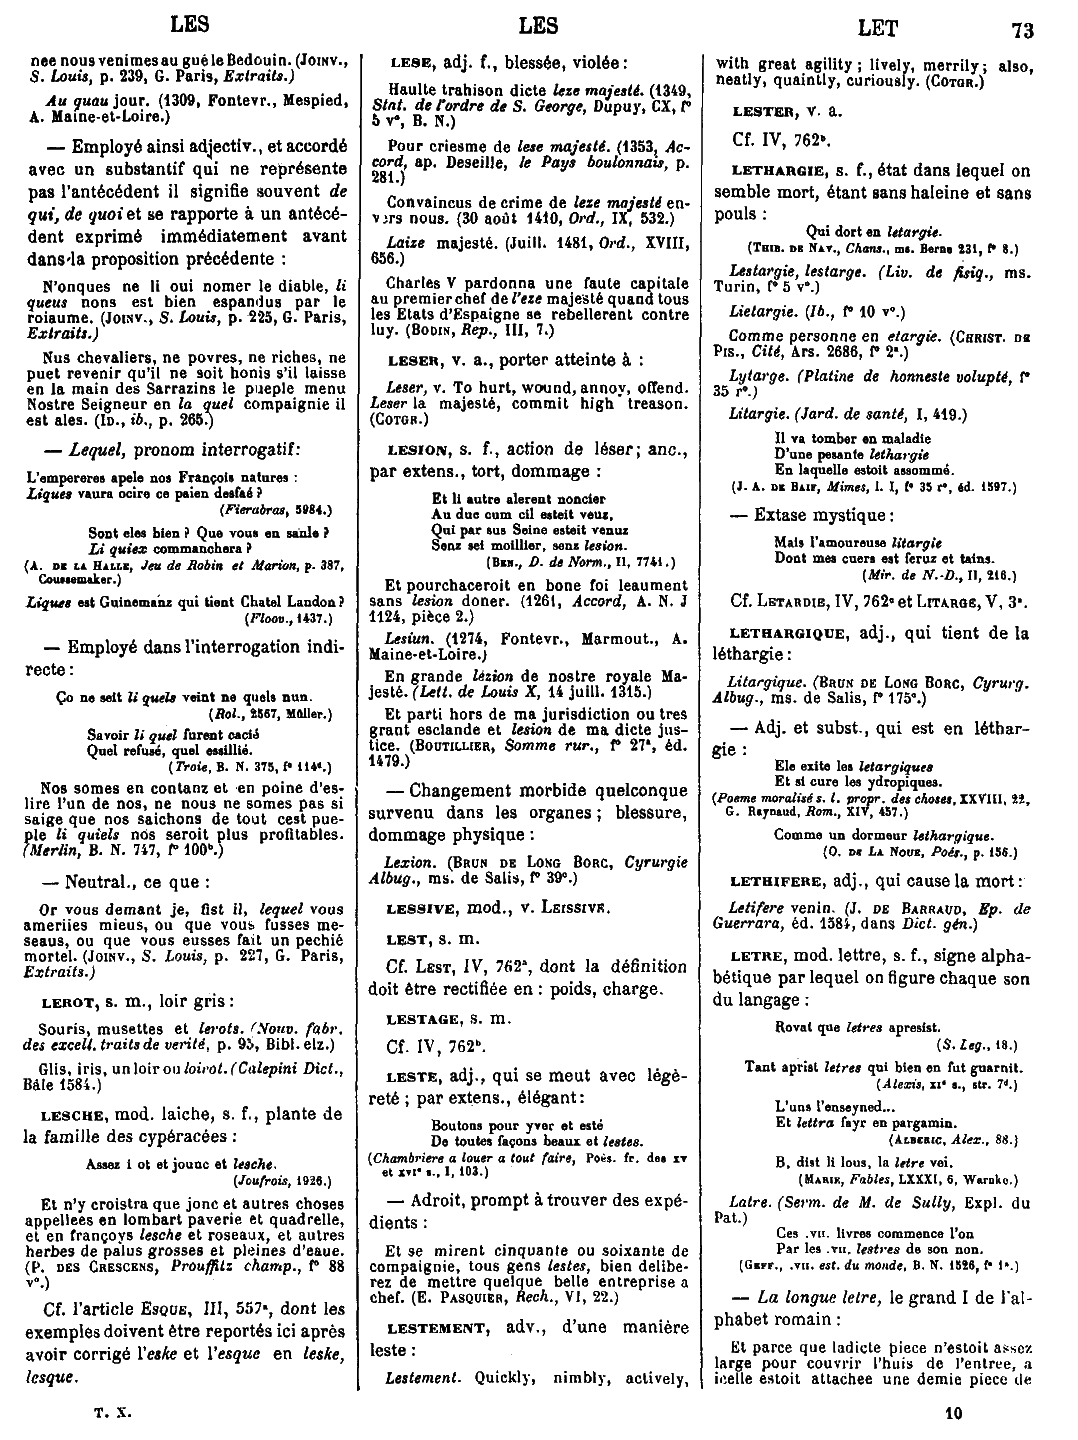 LES
LES
LET
73
nee nous venimes au gué le Bedouin. (JOINV.,
S. Louis, p. 239, G. Paris, Extraits.)
Au quau jour. (1309, Fontevr., Mespied,
A. Maine-et-Loire.)
— Employé ainsi adjectiv., et accordé
avec un substantif qui ne représente
pas l'antécédent il signifie souvent de
qui, de quoi et se rapporte à un antécé-
dent exprimé immédiatement avant
dans la proposition précédente :
N'onques ne li oui nomer le diable, li
queus nons est bien espandus par le
roiaume. (JOINV., S. Louis, p. 225, G. Paris,
Extraits.)
Nus chevaliers, ne povres, ne riches, ne
puet revenir qu'il ne soit honis s'il laisse
en la main des Sarrazins le pueple menu
Nostre Seigneur en la quel compaignie il
est ales. (ID., ib., p. 265.)
— Lequel, pronom interrogatif:
L'empereres apele nos François natures :
Liques vaura ocire ce paien desfaé ?
(Fierabras, 5984.)
Sont eles bien ? Que vous en sanle ?
Li quiex commanchera ?
(A. DE LA HALLE, Jeu de Robin et Marion, p. 387,
Coussemaker.)
Liques est Guinemanz qui tient Chatel Landon ?
(Floov., 1437.)
— Employé dans l'interrogation indi-
recte :
Ço ne seit li quels veint ne quels nun.
(Rol., 2567, Müller.)
Savoir li quel furent cacié
Quel refusé, quel essillié.
(Troie, B. N. 375, f° 114d.)
Nos somes en contanz et en poine d'es-
lire l'un de nos, ne nous ne somes pas si
saige que nos saichons de tout cest pue-
ple li quiels nos seroit plus profitables.
(Merlin, B. N. 747, f° 100b.)
— Neutral., ce que :
Or vous demant je, fist il, lequel vous
ameriies mieus, ou que vous fusses me-
seaus, ou que vous eusses fait un pechié
mortel. (JOINV., S. Louis, p. 227, G. Paris,
Extraits.)
LEROT, s. m., loir gris :
Souris, musettes et lerots. (Nouv. fabr.
des excell. traits de verité, p. 95, Bibl. elz.)
Glis, iris, un loir ou loirot. (Calepini Dict.,
Bâle 1584.)
LESCHE, mod. laiche, s. f., plante de
la famille des cypéracées :
Assez i ot et jounc et lesche.
(Joufrois, 1926.)
Et n'y croistra que jonc et autres choses
appellees en lombart paverie et quadrelle,
et en françoys lesche et roseaux, et autres
herbes de palus grosses et pleines d'eaue.
(P. DES CRESCENS, Prouffitz champ., f° 88
v°.)
Cf. l'article ESQUE, III, 557a, dont les
exemples doivent être reportés ici après
avoir corrigé l'eske et l'esque en leske,
lesque.
T. X.
LESE, adj. f., blessée, violée :
Haulte trahison dicte leze majesté. (1349,
Stat. de l'ordre de S. George, Dupuy, CX, f°
5 v°, B. N.)
Pour criesme de lese majesté. (1353, Ac-
cord, ap. Deseille, le Pays boulonnais, p.
281.)
Convaincus de crime de leze majesté en-
vers nous. (30 août 1410, Ord., IX, 532.)
Laize majesté. (Juill. 1481, Ord., XVIII,
656.)
Charles V pardonna une faute capitale
au premier chef de l'eze majesté quand tous
les Etats d'Espaigne se rebellerent contre
luy. (BODIN, Rep., III, 7.)
LESER, v. a., porter atteinte à :
Leser, v. To hurt, wound, annoy, offend.
Leser la majesté, commit high treason.
(COTGR.)
LESION, s. f., action de léser; anc.,
par extens., tort, dommage :
Et li autre alerent noncier
Au duc cum cil esteit veuz,
Qui par sus Seine esteit venuz
Senz sei moillier, senz lesion.
(BEN., D. de Norm., II, 7741.)
Et pourchaceroit en bone foi leaument
sans lesion doner. (1261, Accord, A. N. J
1124, pièce 2.)
Lesiun. (1274, Fontevr., Marmout., A.
Maine-et-Loire.)
En grande lézion de nostre royale Ma-
jesté. (Lett. de Louis X, 14 juill. 1315.)
Et parti hors de ma jurisdiction ou tres
grant esclande et lesion de ma dicte jus-
tice. (BOUTILLIER, Somme rur., f° 27a, éd.
1479.)
— Changement morbide quelconque
survenu dans les organes ; blessure,
dommage physique :
Lexion. (BRUN DE LONG BORC, Cyrurgie
Albug., ms. de Salis, f° 39c.)
LESSIVE, mod., v. LEISSIVE.
LEST, s. m.
Cf. LEST, IV, 762a, dont la définition
doit être rectifiée en : poids, charge.
LESTAGE, s. m.
Cf. IV, 762b.
LESTE, adj., qui se meut avec légè-
reté ; par extens., élégant :
Boutons pour yver et esté
De toutes façons beaux et lestes.
(Chambriere a louer a tout faire, Poés. fr. des XV
et XVIe s., I, 103.)
— Adroit, prompt à trouver des expé-
dients :
Et se mirent cinquante ou soixante de
compaignie, tous gens lestes, bien delibe-
rez de mettre quelque belle entreprise a
chef. (E. PASQUIER, Rech., VI, 22.)
LESTEMENT, adv., d'une manière
leste :
Lestement. Quickly, nimbly, actively,
with great agility ; lively, merrily; also,
neatly, quaintly, curiously. (COTGR.)
LESTER, v. a.
Cf. IV, 762b.
LETHARGIE, s. f., état dans lequel on
semble mort, étant sans haleine et sans
pouls :
Qui dort en letargie.
(THIB. DE NAV., Chans., ms. Berne 231, f° 8.)
Lestargie, lestarge. (Liv. de fisiq., ms.
Turin, f° 5 v°.)
Lietargie. (Ib., f° 10 v°.)
Comme personne en etargie. (CHRIST. DE
PIS., Cité, Ars. 2686, f° 2a.)
Lytarge. (Platine de honneste volupté, f°
35 r°.)
Litargie. (Jard. de santé, I, 419.)
Il va tomber en maladie
D'une pesante lethargie
En laquelle estoit assommé.
(J. A. DE BAIF, Mimes, l. I, f° 35 r°, éd. 1597.)
— Extase mystique :
Mais l'amoureuse litargie
Dont mes cuers est feruz et tains.
(Mir. de N.-D., II, 216.)
Cf. LETARDIE, IV, 762c et LITARGE, V, 3a.
LETHARGIQUE, adj., qui tient de la
léthargie :
Litargique. (BRUN DE LONG BORC, Cyrurg.
Albug., ms. de Salis, f° 175c.)
— Adj. et subst., qui est en léthar-
gie :
Ele exite les letargiques
Et si cure les ydropiques.
(Poeme moralisé s. l. propr. des choses, XXVIII, 22,
G. Raynaud, Rom., XIV, 457.)
Comme un dormeur lethargique.
(O. DE LA NOUE, Poés., p. 156.)
LETHIFERE, adj., qui cause la mort :
Letifere venin. (J. DE BARRAUD, Ep. de
Guerrara, éd. 1584, dans Dict. gén.)
LETRE, mod. lettre, s. f., signe alpha-
bétique par lequel on figure chaque son
du langage :
Rovat que letres apresist.
(S. Leg., 18.)
Tant aprist letres qui bien en fut guarnit.
(Alexis, XIe s., str. 7d.)
L'uns l'enseyned...
Et lettra fayr en pargamin.
(ALBERIC, Alex., 88.)
B, dist li lous, la letre vei.
(MARIE, Fables, LXXXI, 6, Warnke.)
Latre. (Serm. de M. de Sully, Expl. du
Pat.)
Ces .VII. livres commence l'on
Par les .VII. lestres de son non.
(GEFF., .VII. est. du monde, B. N. 1526, f° 1a.)
— La longue letre, le grand I de l'al-
phabet romain :
Et parce que ladicte piece n'estoit assez
large pour couvrir l'huis de l'entree, a
icelle estoit attachee une demie piece de
10